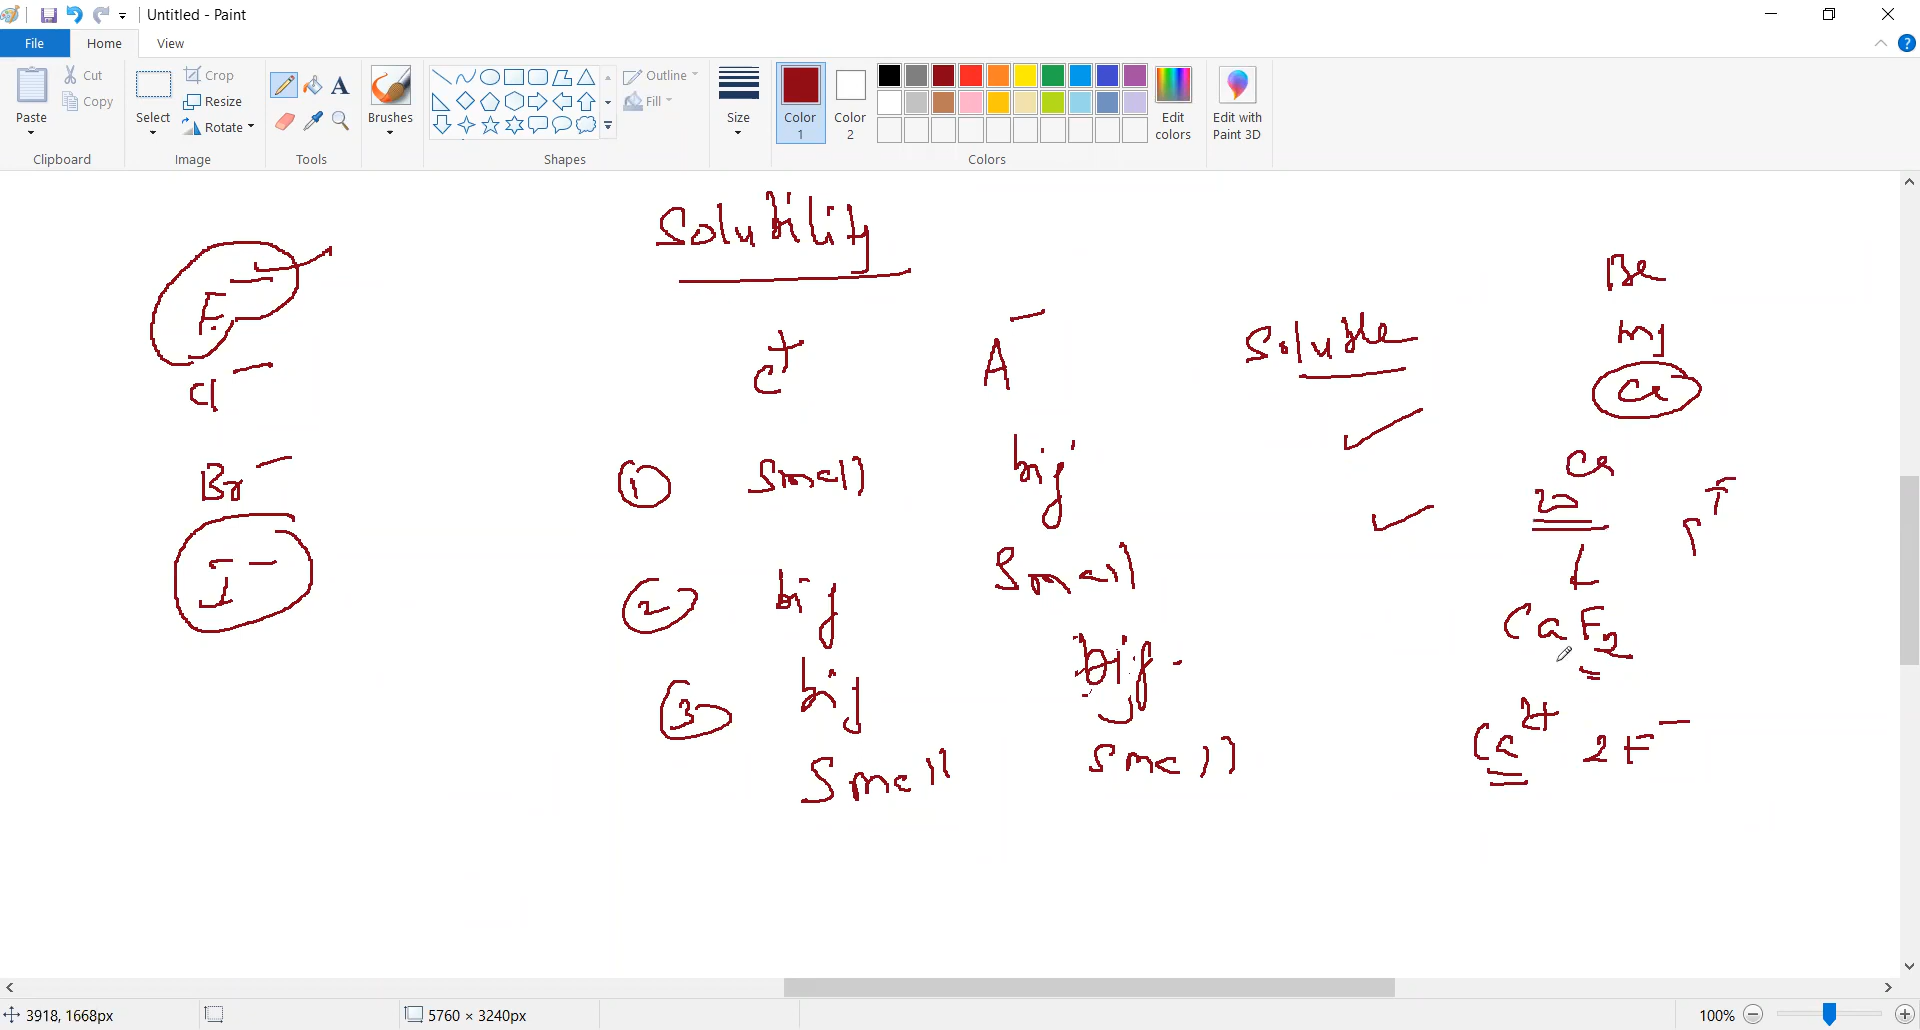 Untitled - Paint
File Home View
Cut
Copy
Paste
Clipboard
Crop
Resize
Rotate
Select
Image
Tools
Brushes
Outline
Fill
Shapes
Size
Color 1
Color 2
Edit colors
Colors
Edit with Paint 3D
Solubility
F
Cl –
Br –
I –
C+ A– Soluble
1 Small big ✓
2 big Small ✓
3 big big
Small Small
Be
Mg
Ca
Ca
20
CaF2
Ca2+ 2F–
3918, 1668px
5760 × 3240px
100%